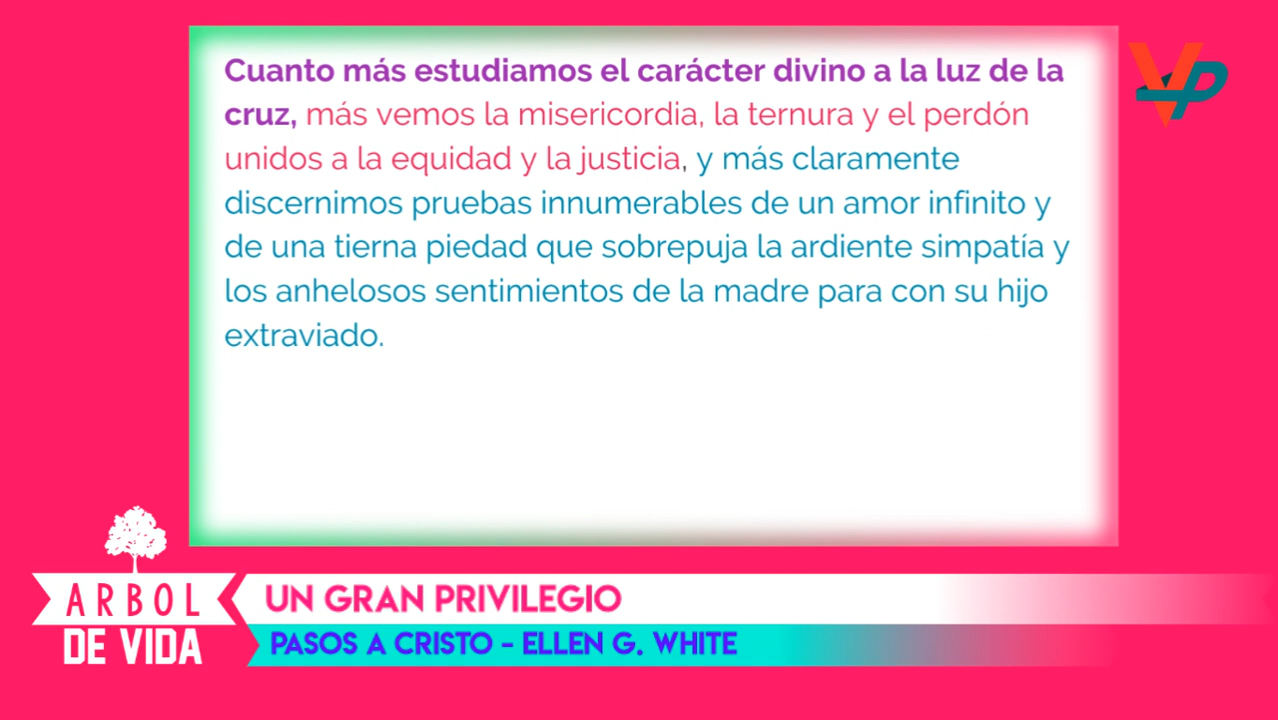 Cuanto más estudiamos el carácter divino a la luz de la
cruz, más vemos la misericordia, la ternura y el perdón
unidos a la equidad y la justicia, y más claramente
discernimos pruebas innumerables de un amor infinito y
de una tierna piedad que sobrepuja la ardiente simpatía y
los anhelosos sentimientos de la madre para con su hijo
extraviado.
VP
ARBOL
DE VIDA
UN GRAN PRIVILEGIO
PASOS A CRISTO - ELLEN G. WHITE